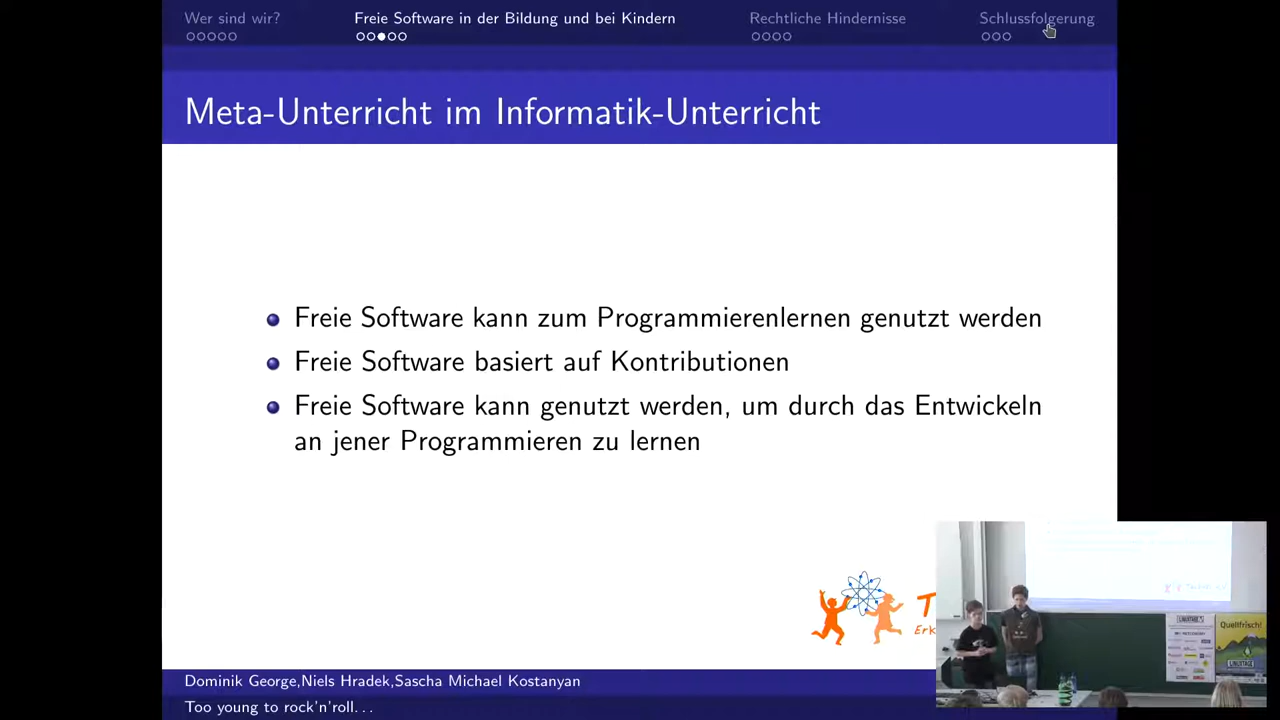 Wer sind wir?
Freie Software in der Bildung und bei Kindern
Rechtliche Hindernisse
Schlussfolgerung
Meta-Unterricht im Informatik-Unterricht
Freie Software kann zum Programmierenlernen genutzt werden
Freie Software basiert auf Kontributionen
Freie Software kann genutzt werden, um durch das Entwickeln
an jener Programmieren zu lernen
Quellfrisch!
Dominik George,Niels Hradek,Sascha Michael Kostanyan
Too young to rock'n'roll...